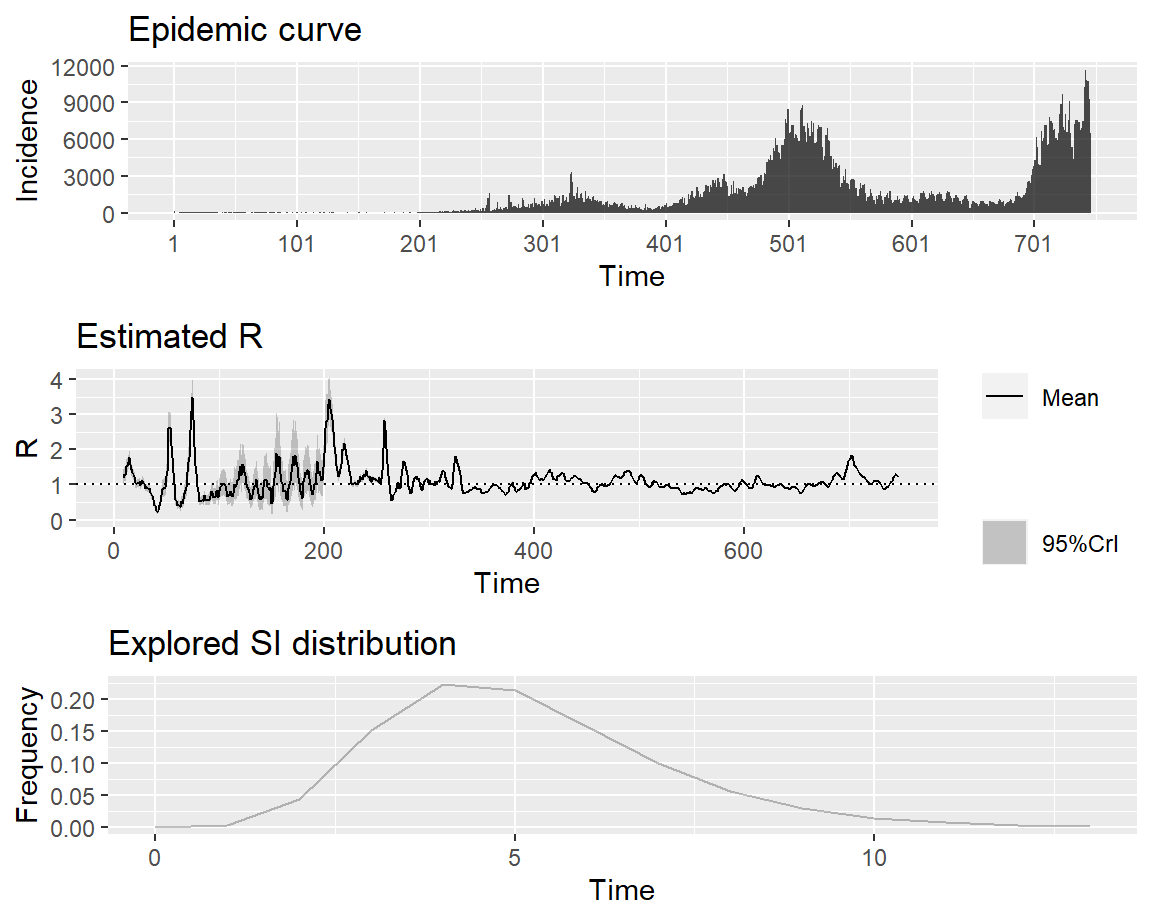 Epidemic curve
12000
9000
6000
3000
0
Incidence
1 101 201 301 401 501 601 701
Time
Estimated R
4
3
2
1
0
R
0 200 400 600
Time
Mean
95%CrI
Explored SI distribution
0.20
0.15
0.10
0.05
0.00
Frequency
0 5 10
Time